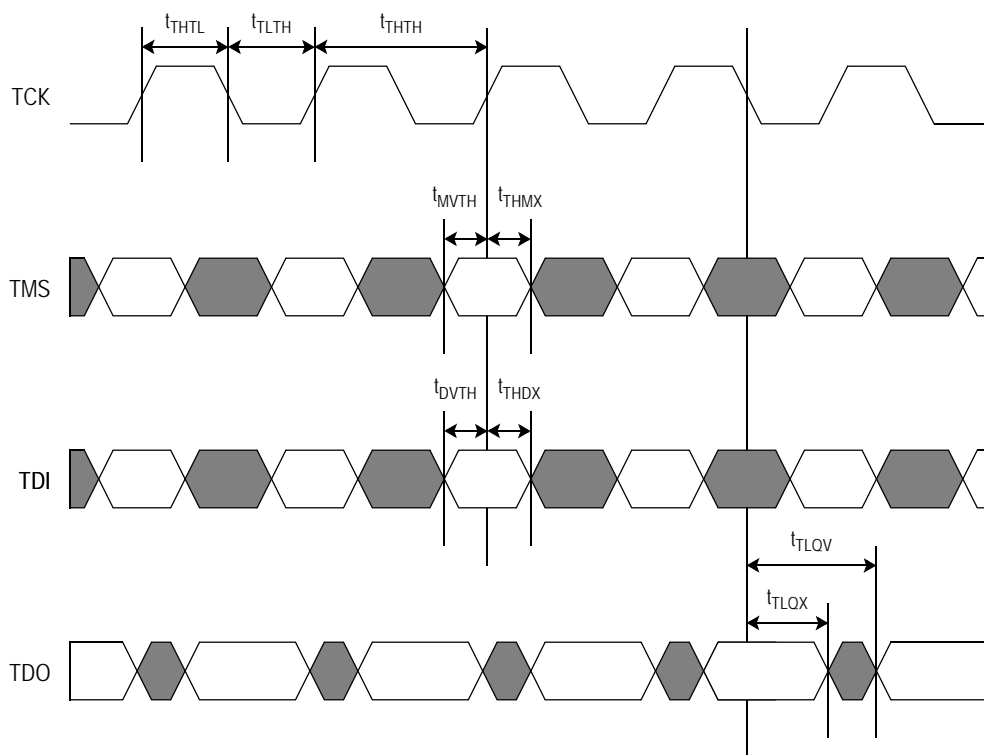 tTHTL tTLTH tTHTH
TCK
tMVTH tTHMX
TMS
tDVTH tTHDX
TDI
tTLQV
tTLQX
TDO